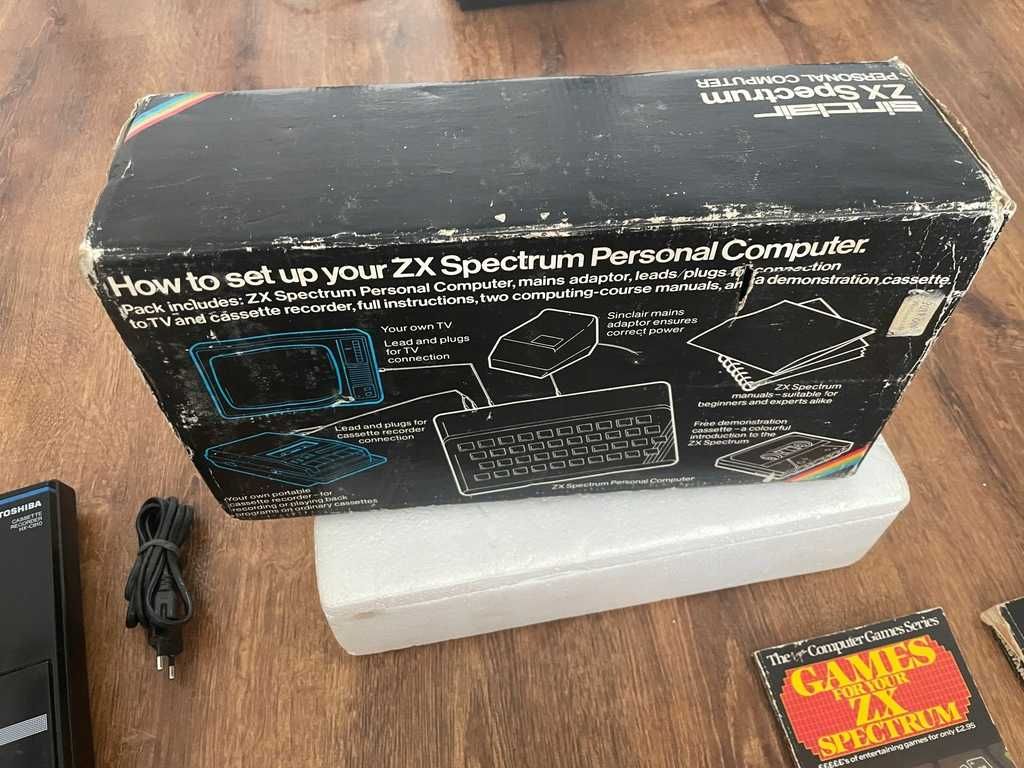 sinclair
ZX Spectrum
PERSONAL COMPUTER
How to set up your ZX Spectrum Personal Computer.
Pack includes: ZX Spectrum Personal Computer, mains adaptor, leads/plugs for connection
to TV and cassette recorder, full instructions, two computing-course manuals, and a demonstration cassette.
Your own TV
Lead and plugs
for TV
connection
Sinclair mains
adaptor ensures
correct power
ZX Spectrum
manuals – suitable for
beginners and experts alike
Lead and plugs for
cassette recorder
connection
Free demonstration
cassette – a colourful
introduction to the
ZX Spectrum
Your own portable
cassette recorder – for
recording or playing back
programs on ordinary cassettes
ZX Spectrum Personal Computer
TOSHIBA
CASSETTE
RECORDER
The Virgin Computer Games Series
GAMES
FOR YOUR
ZX
SPECTRUM
£££££'s of entertaining games for only £2.95